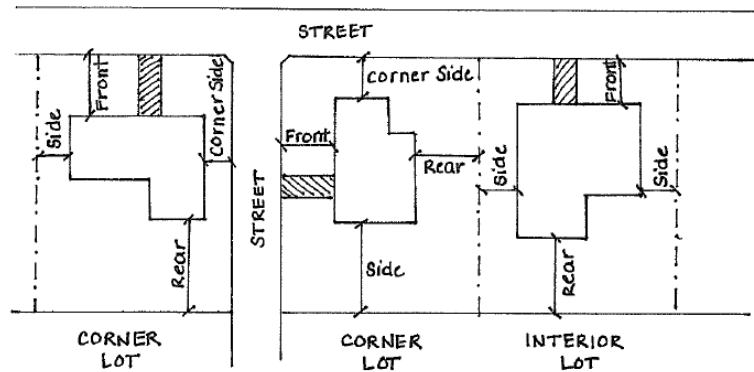 STREET
Front
Side
Corner Side
Rear
STREET
corner Side
Front
Rear
Side
Front
Side
Side
Rear
CORNER
LOT
CORNER
LOT
INTERIOR
LOT